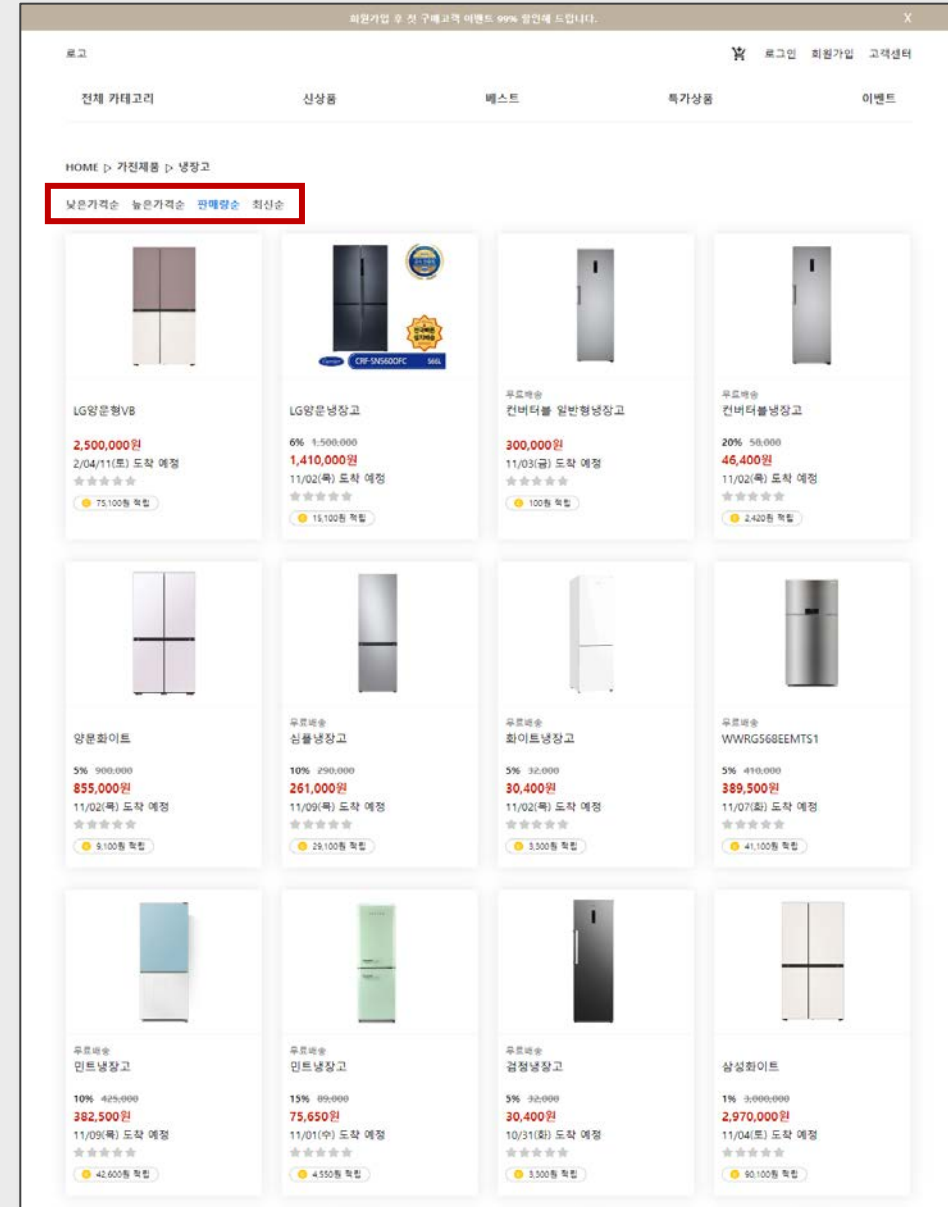 회원가입 후 첫 구매고객 이벤트 99% 할인해 드립니다. X
로고 로그인 회원가입 고객센터
전체 카테고리 신상품 베스트 특가상품 이벤트
HOME ▷ 가전제품 ▷ 냉장고
낮은가격순 높은가격순 판매량순 최신순
CRF-SN560OFC 566L
LG양문형VB
2,500,000원
2/04/11(토) 도착 예정
75,100원 적립
LG양문냉장고
6% 1,500,000
1,410,000원
11/02(목) 도착 예정
15,100원 적립
무료배송
컨버터블 일반형냉장고
300,000원
11/03(금) 도착 예정
100원 적립
무료배송
컨버터블냉장고
20% 58,000
46,400원
11/02(목) 도착 예정
2,420원 적립
양문화이트
5% 900,000
855,000원
11/02(목) 도착 예정
9,100원 적립
무료배송
심플냉장고
10% 290,000
261,000원
11/09(목) 도착 예정
29,100원 적립
무료배송
화이트냉장고
5% 32,000
30,400원
11/02(목) 도착 예정
3,300원 적립
무료배송
WWRG568EEMTS1
5% 410,000
389,500원
11/07(화) 도착 예정
41,100원 적립
무료배송
민트냉장고
10% 425,000
382,500원
11/09(목) 도착 예정
42,600원 적립
무료배송
민트냉장고
15% 89,000
75,650원
11/01(수) 도착 예정
4,550원 적립
무료배송
검정냉장고
5% 32,000
30,400원
10/31(화) 도착 예정
3,300원 적립
삼성화이트
1% 3,000,000
2,970,000원
11/04(토) 도착 예정
90,100원 적립